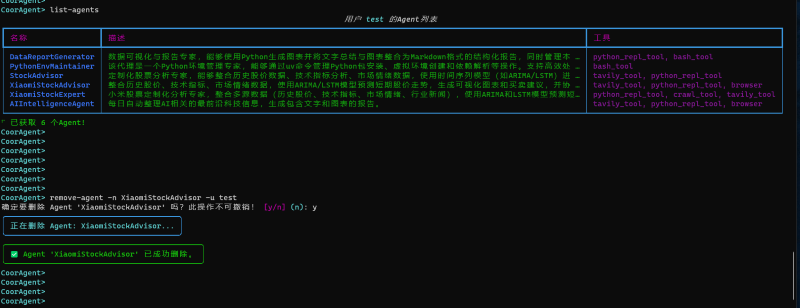 CoorAgent>
CoorAgent> list-agents
用户 test 的Agent列表
名称 描述 工具
DataReportGenerator 数据可视化与报告专家，能够使用Python生成图表并将文字总结与图表整合为Markdown格式的结构化报告，同时管理本 … python_repl_tool, bash_tool
PythonEnvMaintainer 该代理是一个Python环境管理专家，能够通过uv命令管理Python包安装、虚拟环境创建和依赖解析等操作，支持高效处 … bash_tool
StockAdvisor 定制化股票分析专家，能够整合历史股价数据、技术指标分析、市场情绪数据，使用时间序列模型（如ARIMA/LSTM）进 … tavily_tool, python_repl_tool
XiaomiStockAdvisor 整合历史股价、技术指标、市场情绪数据，使用ARIMA/LSTM模型预测短期股价走势，生成可视化图表和买卖建议，并协 … tavily_tool, python_repl_tool, browser
XiaomiStockExpert 小米股票定制化分析专家，整合多源数据（历史股价、技术指标、市场情绪、行业新闻），使用ARIMA和LSTM模型预测短… python_repl_tool, crawl_tool, tavily_tool
AIIntelligenceAgent 每日自动整理AI相关的最前沿科技信息，生成包含文字和图表的报告。 tavily_tool, python_repl_tool, browser
已获取 6 个Agent!
CoorAgent>
CoorAgent>
CoorAgent>
CoorAgent>
CoorAgent>
CoorAgent>
CoorAgent>
CoorAgent> remove-agent -n XiaomiStockAdvisor -u test
确定要删除 Agent 'XiaomiStockAdvisor' 吗？此操作不可撤销！ [y/n] (n): y
正在删除 Agent: XiaomiStockAdvisor...
✅ Agent 'XiaomiStockAdvisor' 已成功删除。
CoorAgent>
CoorAgent>
CoorAgent>
CoorAgent>